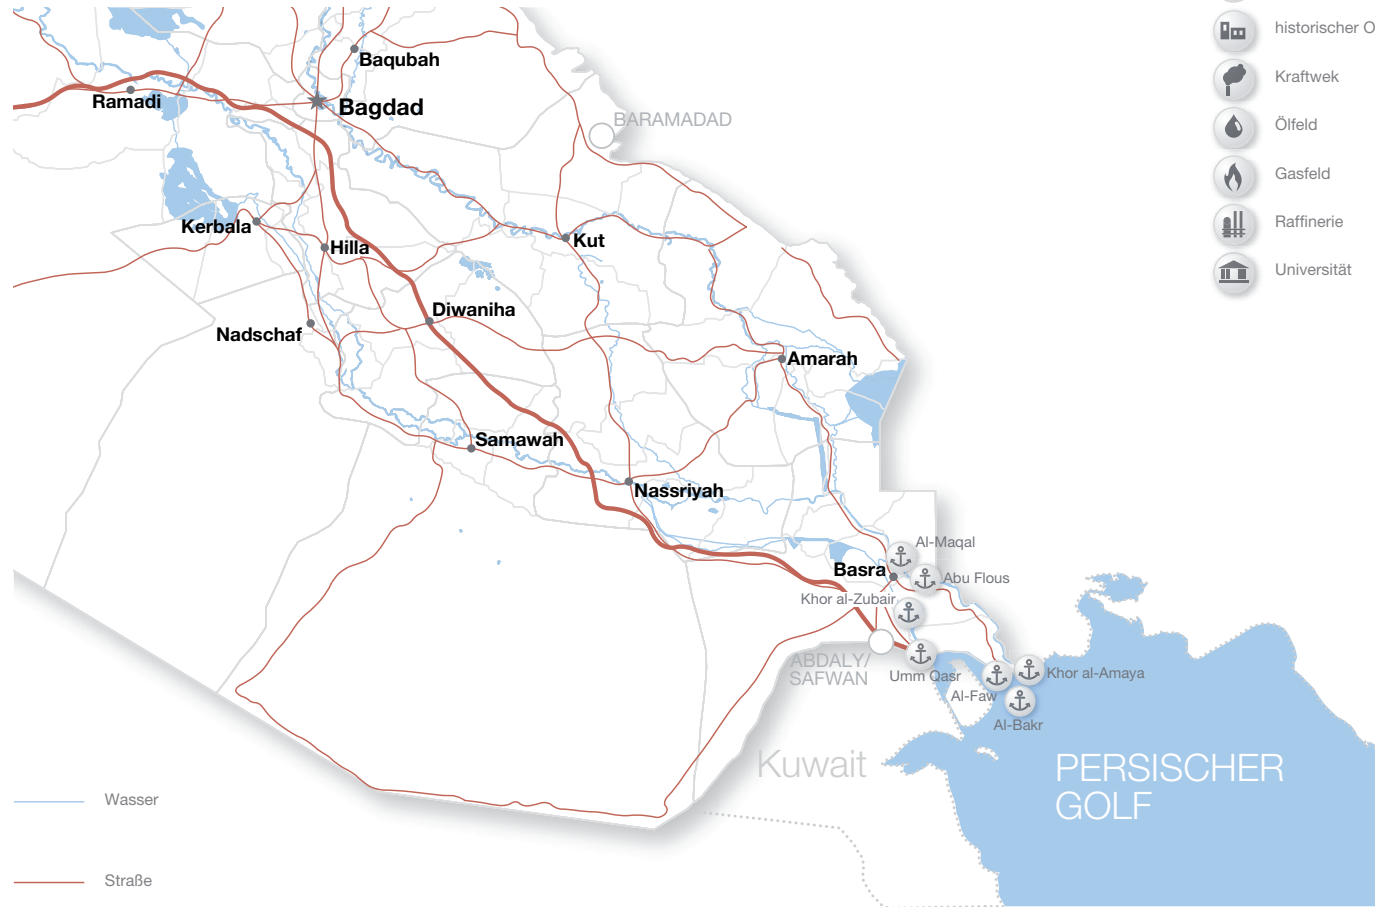 historischer O
Baqubah
Kraftwek
Ramadi
Bagdad
BARAMADAD
Ölfeld
Gasfeld
Kerbala
Raffinerie
Hilla
Kut
Universität
Diwaniha
Nadschaf
Amarah
Samawah
Nassriyah
Al-Maqal
Basra
Abu Flous
Khor al-Zubair
ABDALY/
SAFWAN
Umm Qasr
Khor al-Amaya
Al-Faw
Al-Bakr
Kuwait
PERSISCHER
GOLF
Wasser
Straße